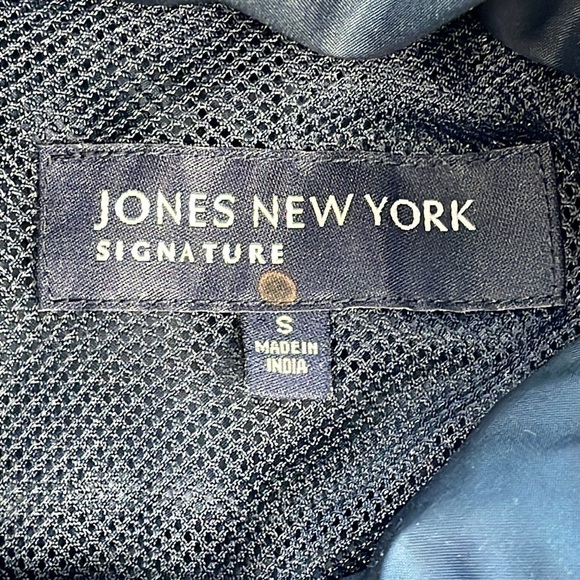 JONES NEW YORK
SIGNATURE
S
MADE IN
INDIA